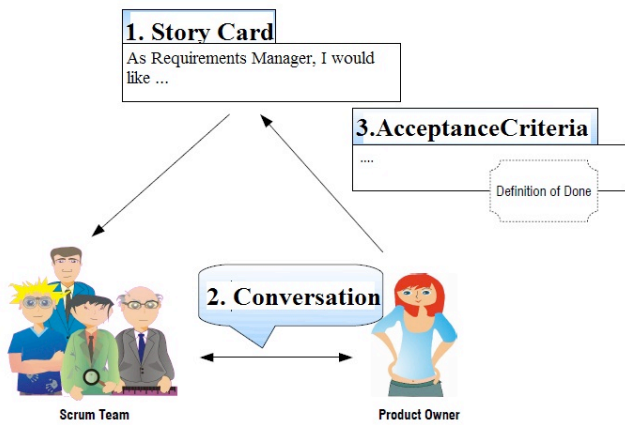 1. Story Card
As Requirements Manager, I would
like ...
3.AcceptanceCriteria
....
Definition of Done
2. Conversation
Scrum Team
Product Owner